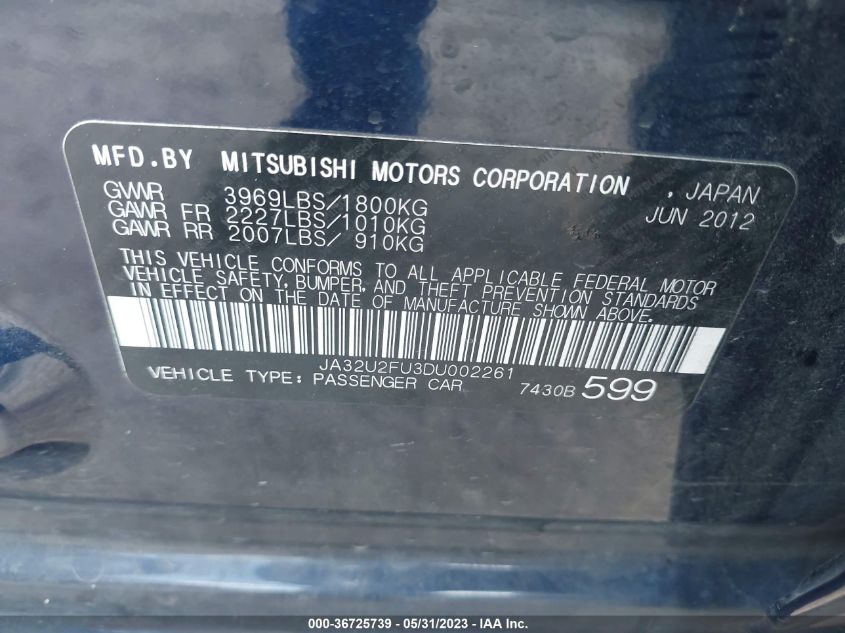 MFD.BY MITSUBISHI MOTORS CORPORATION , JAPAN
GVWR 3969LBS/1800KG JUN 2012
GAWR FR 2227LBS/1010KG
GAWR RR 2007LBS/ 910KG
THIS VEHICLE CONFORMS TO ALL APPLICABLE FEDERAL MOTOR
VEHICLE SAFETY, BUMPER, AND THEFT PREVENTION STANDARDS
IN EFFECT ON THE DATE OF MANUFACTURE SHOWN ABOVE.
JA32U2FU3DU002261
VEHICLE TYPE: PASSENGER CAR 7430B 599
000-36725739 - 05/31/2023 - IAA Inc.